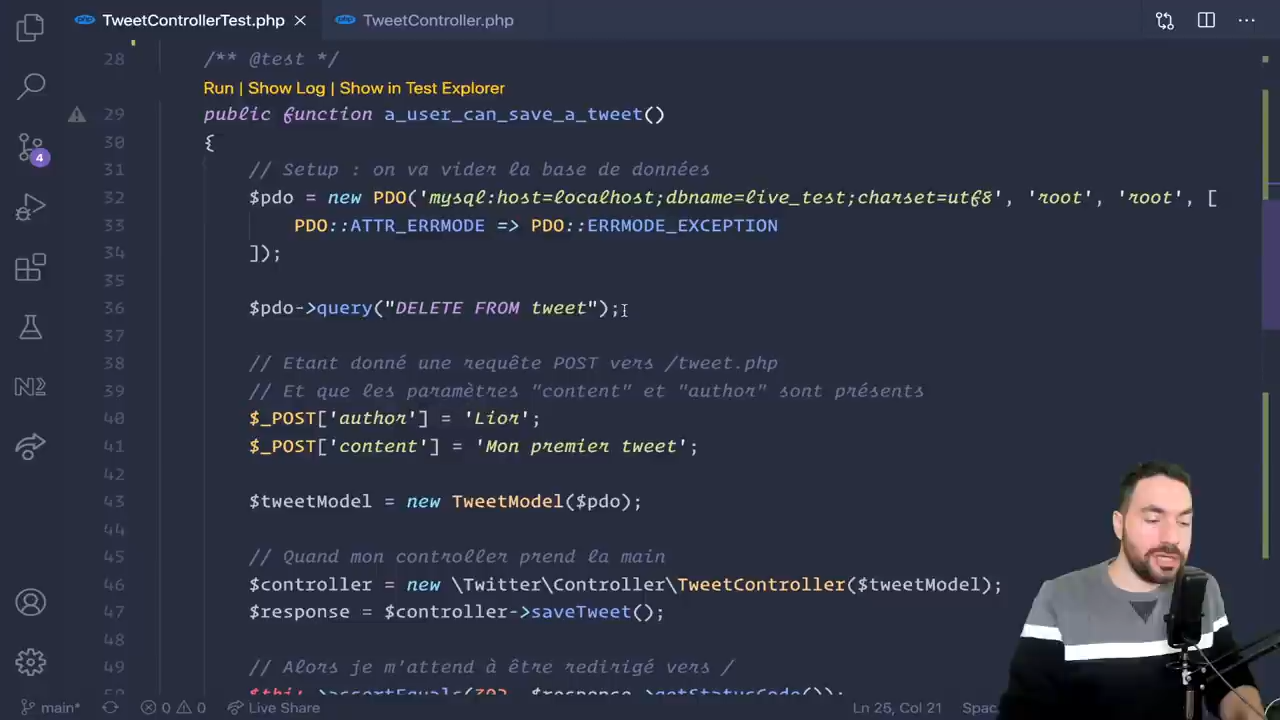 TweetControllerTest.php
TweetController.php
28 /** @test */
Run | Show Log | Show in Test Explorer
29 public function a_user_can_save_a_tweet()
30 {
31 // Setup : on va vider la base de données
32 $pdo = new PDO('mysql:host=localhost;dbname=live_test;charset=utf8', 'root', 'root', [
33 PDO::ATTR_ERRMODE => PDO::ERRMODE_EXCEPTION
34 ]);
35
36 $pdo->query("DELETE FROM tweet");
37
38 // Etant donné une requête POST vers /tweet.php
39 // Et que les paramètres "content" et "author" sont présents
40 $_POST['author'] = 'Lior';
41 $_POST['content'] = 'Mon premier tweet';
42
43 $tweetModel = new TweetModel($pdo);
44
45 // Quand mon controller prend la main
46 $controller = new \Twitter\Controller\TweetController($tweetModel);
47 $response = $controller->saveTweet();
48
49 // Alors je m'attend à être redirigé vers /
4
main* 0 0 Live Share Ln 25, Col 21